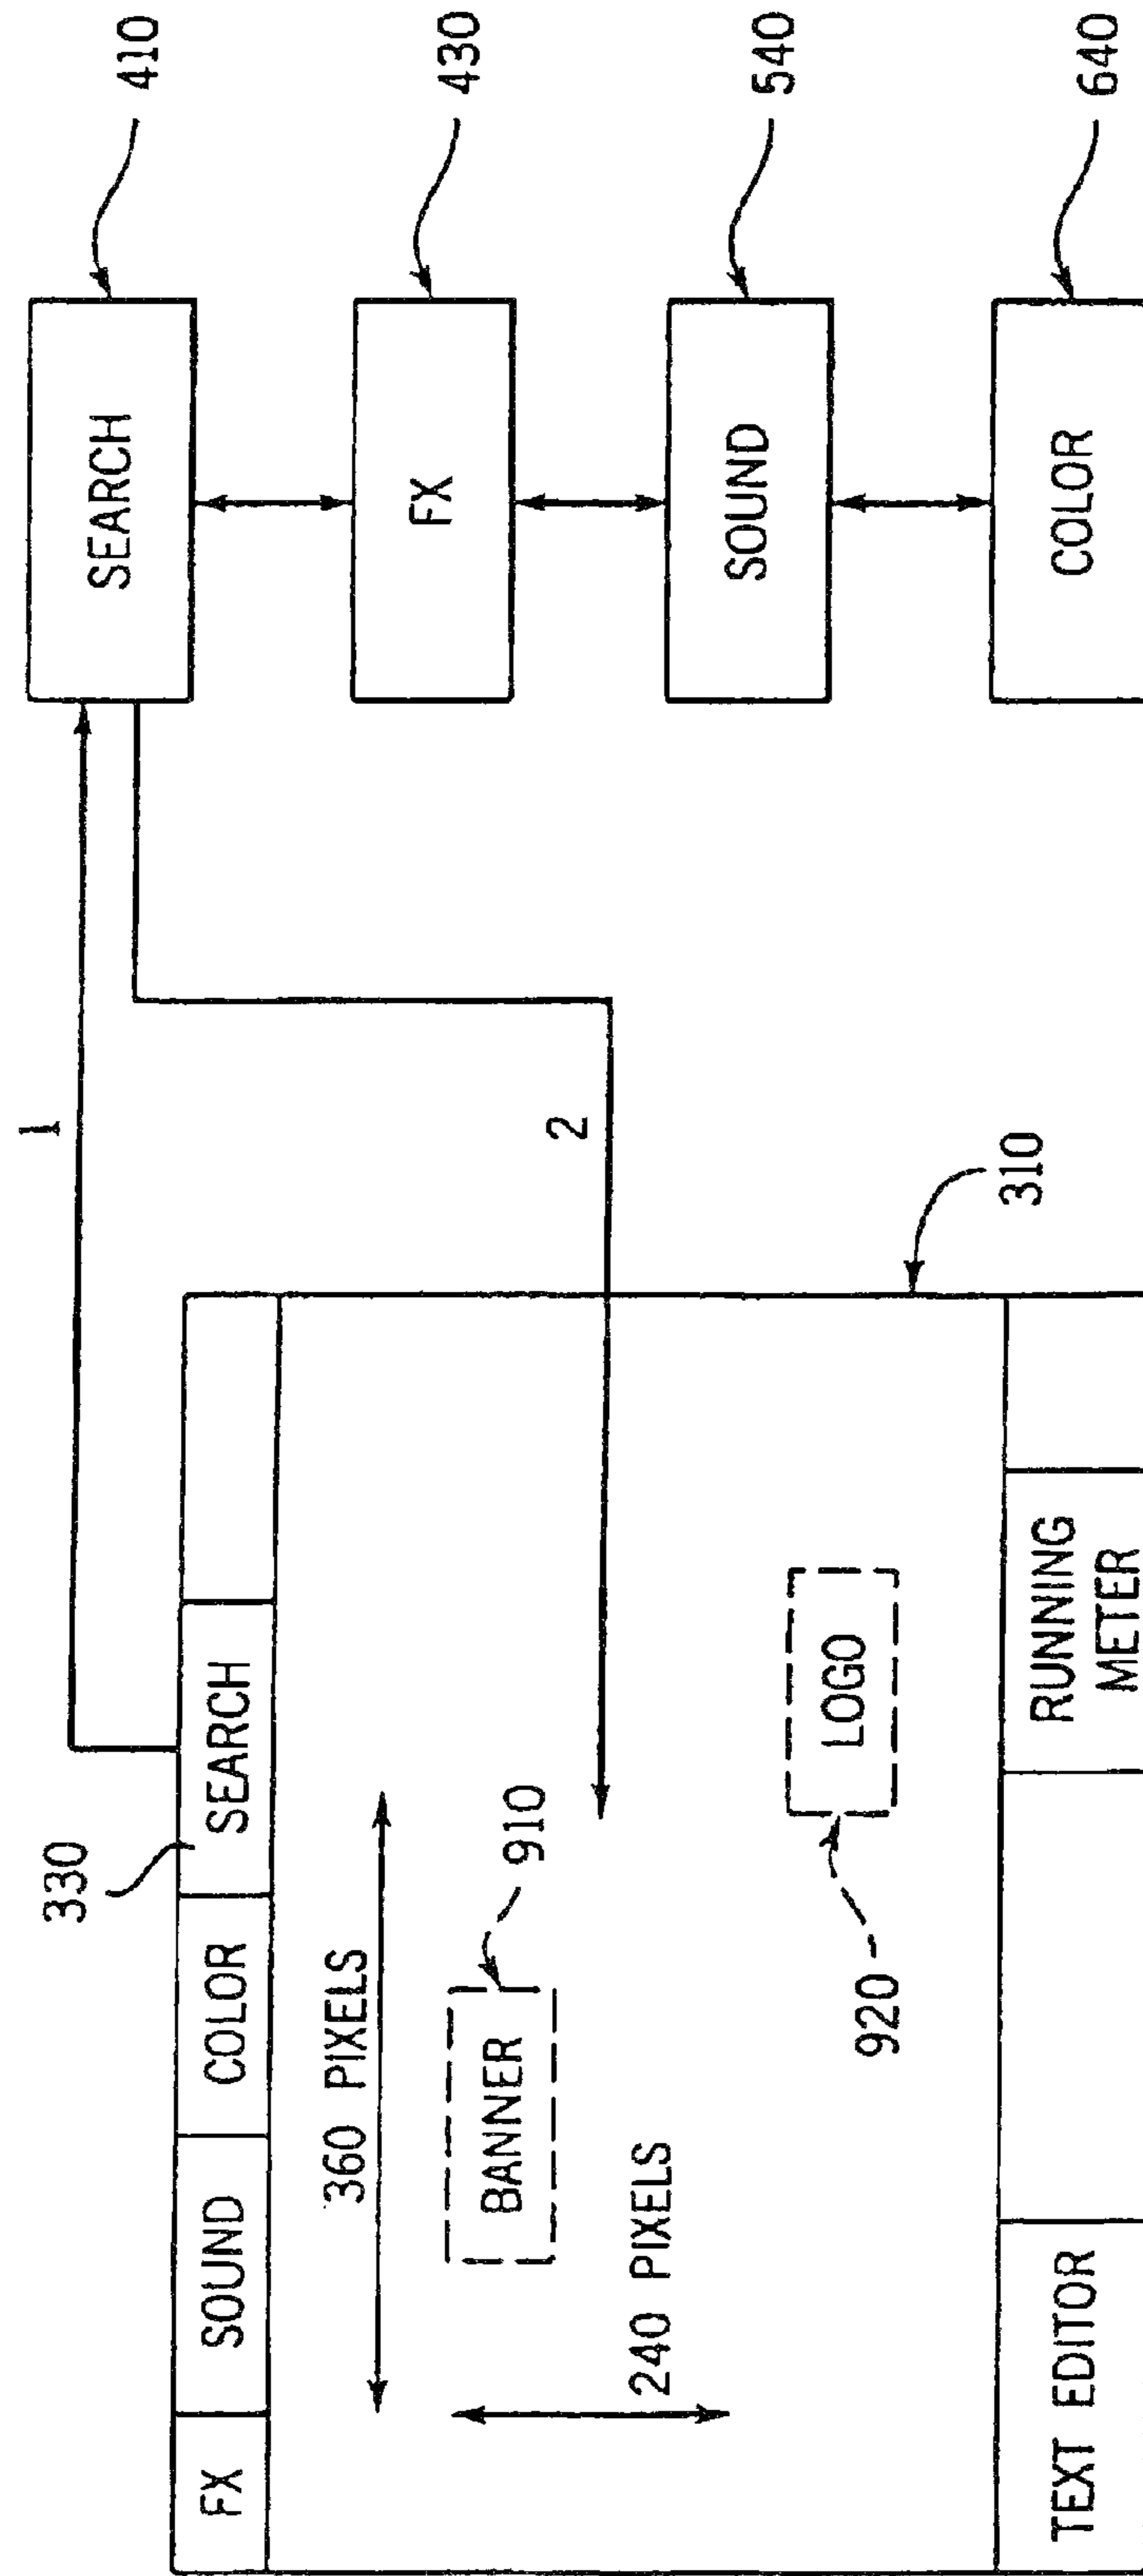 1
410
SEARCH
330
FX
SOUND
COLOR
SEARCH
430
FX
360 PIXELS
BANNER
910
2
540
SOUND
240 PIXELS
LOGO
920
310
640
COLOR
TEXT EDITOR
RUNNING
METER